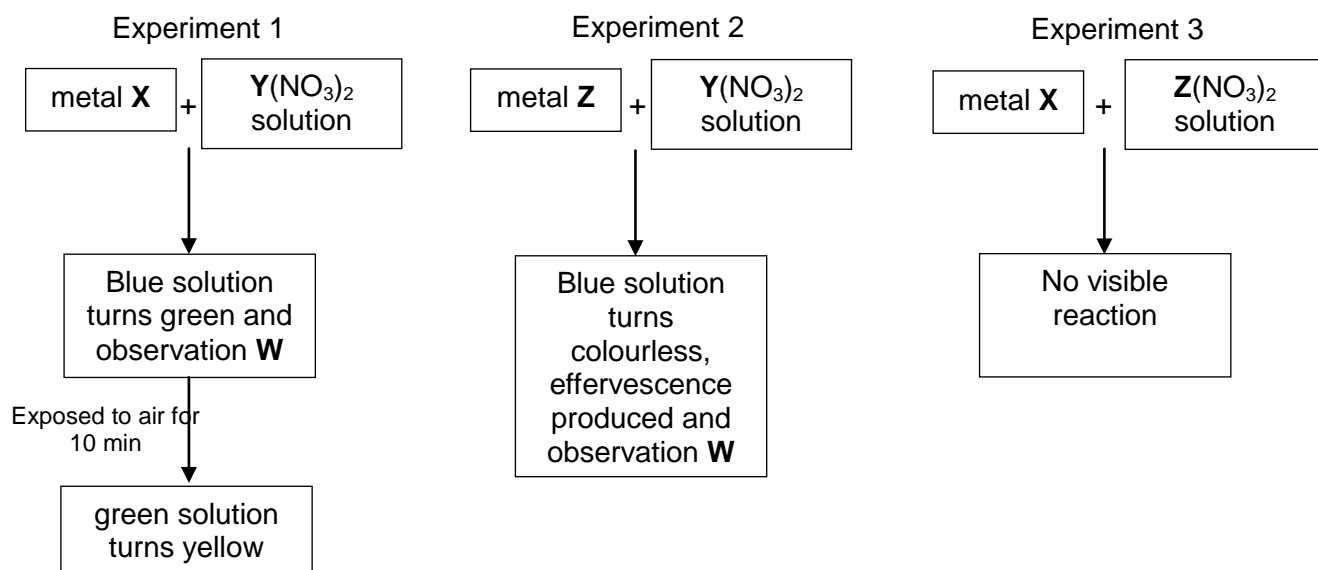 Experiment 1
metal X
+
Y(NO₃)₂
solution
Blue solution
turns green and
observation W
Exposed to air for
10 min
green solution
turns yellow
Experiment 2
metal Z
+
Y(NO₃)₂
solution
Blue solution
turns
colourless,
effervescence
produced and
observation W
Experiment 3
metal X
+
Z(NO₃)₂
solution
No visible
reaction